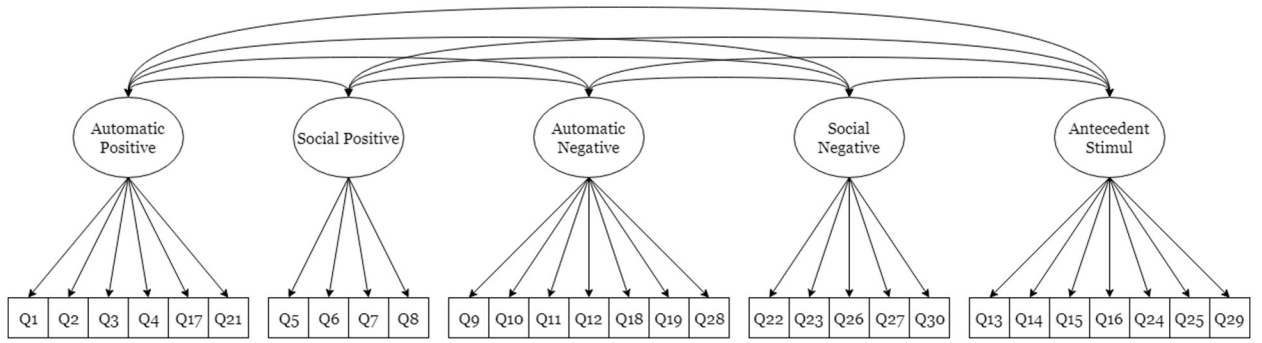 Automatic
Positive
Social Positive
Automatic
Negative
Social
Negative
Antecedent
Stimul
Q1 Q2 Q3 Q4 Q17 Q21
Q5 Q6 Q7 Q8
Q9 Q10 Q11 Q12 Q18 Q19 Q28
Q22 Q23 Q26 Q27 Q30
Q13 Q14 Q15 Q16 Q24 Q25 Q29